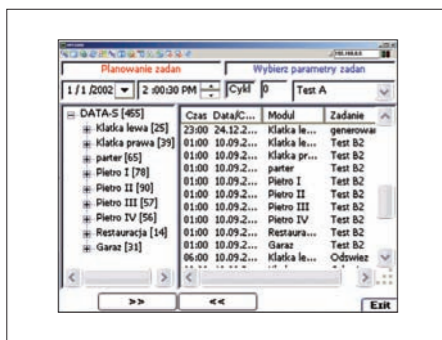 Planowanie zadan Wybierz parametry zadan
1/1/2002 2:00:30 PM Cykl 0 Test A
DATA-S [455]
Klatka lewa [25]
Klatka prawa [39]
parter [65]
Pietro I [78]
Pietro II [90]
Pietro III [57]
Pietro IV [56]
Restauracja [14]
Garaz [31]
Czas Data/C... Modul Zadanie
23:00 24.12.2... Klatka le... generowan
01:00 10.09.2... Klatka le... Test B2
01:00 10.09.2... Klatka pr... Test B2
01:00 10.09.2... parter Test B2
01:00 10.09.2... Pietro I Test B2
01:00 10.09.2... Pietro II Test B2
01:00 10.09.2... Pietro III Test B2
01:00 10.09.2... Pietro IV Test B2
01:00 10.09.2... Restaura... Test B2
01:00 10.09.2... Garaz Test B2
06:00 10.09.2... Klatka le... Odswiez
>> <<
Exit